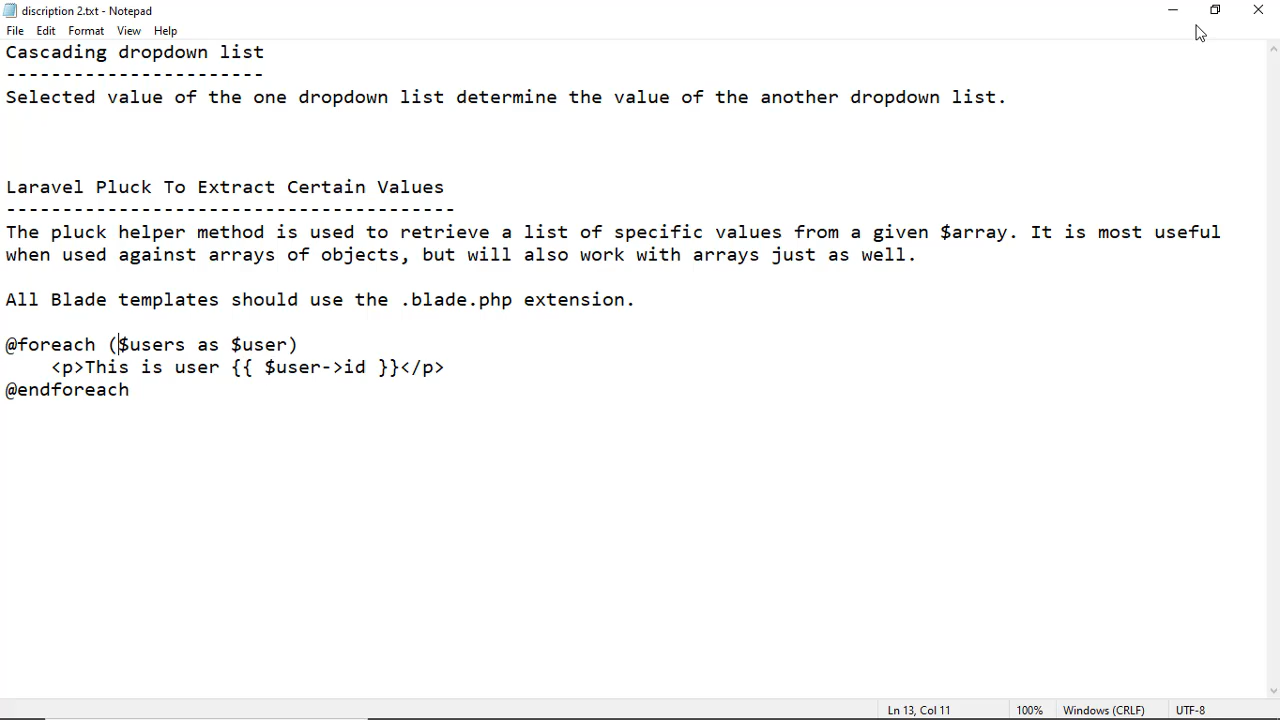 discription 2.txt - Notepad
File Edit Format View Help
Cascading dropdown list
-----------------------
Selected value of the one dropdown list determine the value of the another dropdown list.
Laravel Pluck To Extract Certain Values
----------------------------------------
The pluck helper method is used to retrieve a list of specific values from a given $array. It is most useful
when used against arrays of objects, but will also work with arrays just as well.
All Blade templates should use the .blade.php extension.
@foreach ($users as $user)
    <p>This is user {{ $user->id }}</p>
@endforeach
Ln 13, Col 11 100% Windows (CRLF) UTF-8